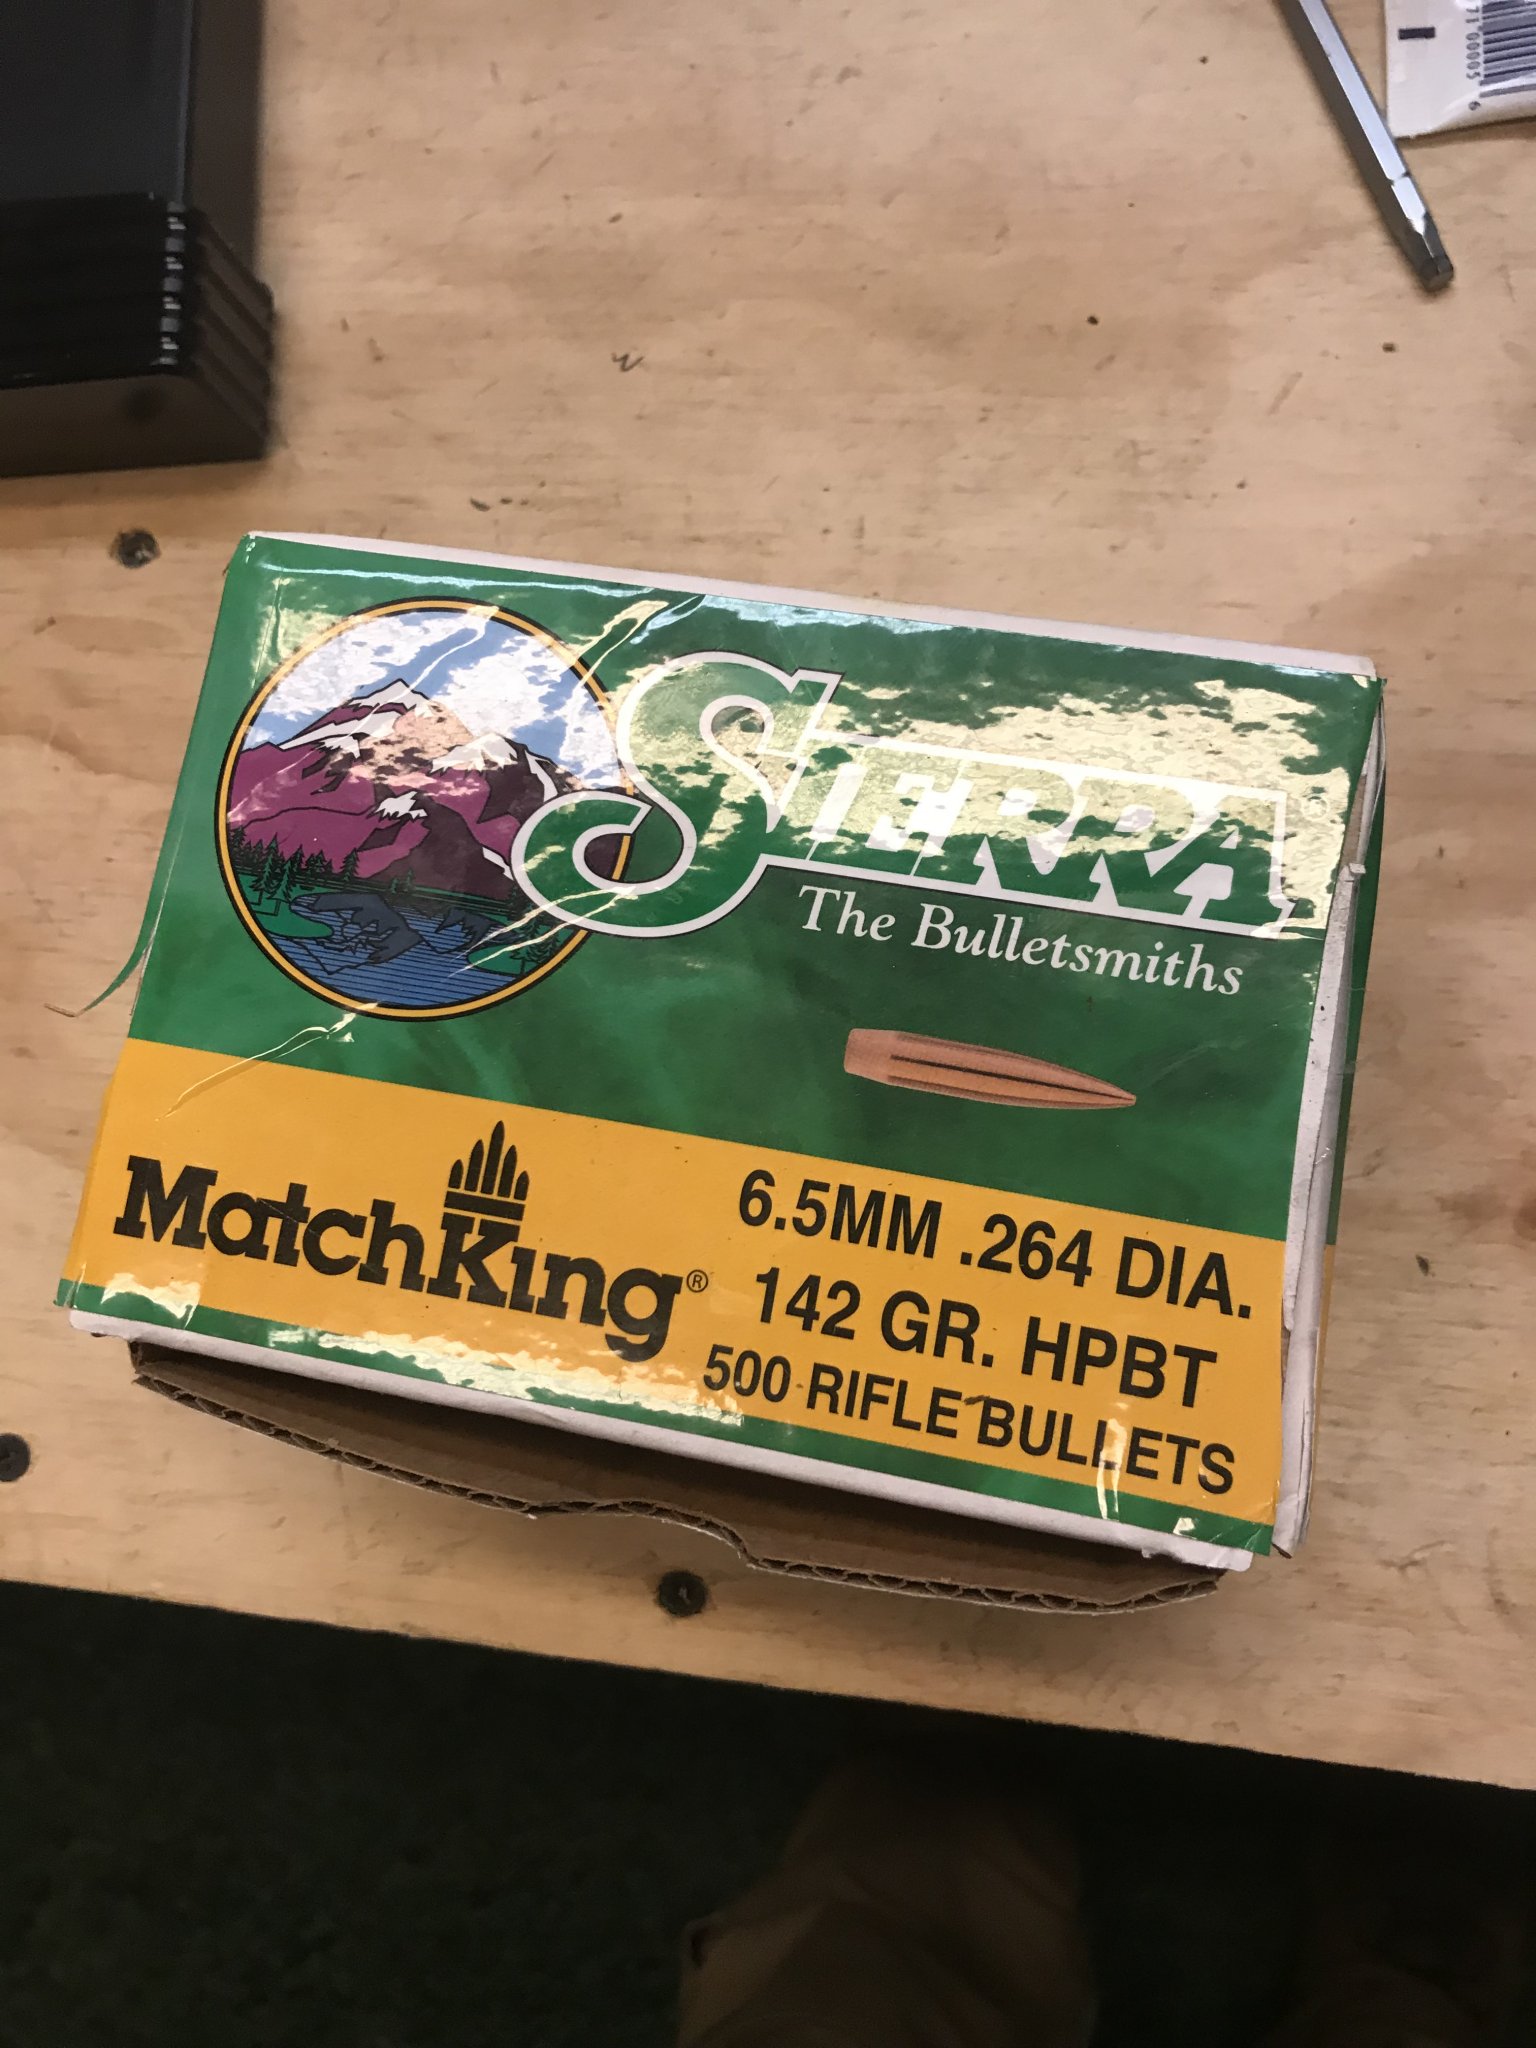 SIERRA®
The Bulletsmiths
MatchKing®
6.5MM .264 DIA.
142 GR. HPBT
500 RIFLE BULLETS